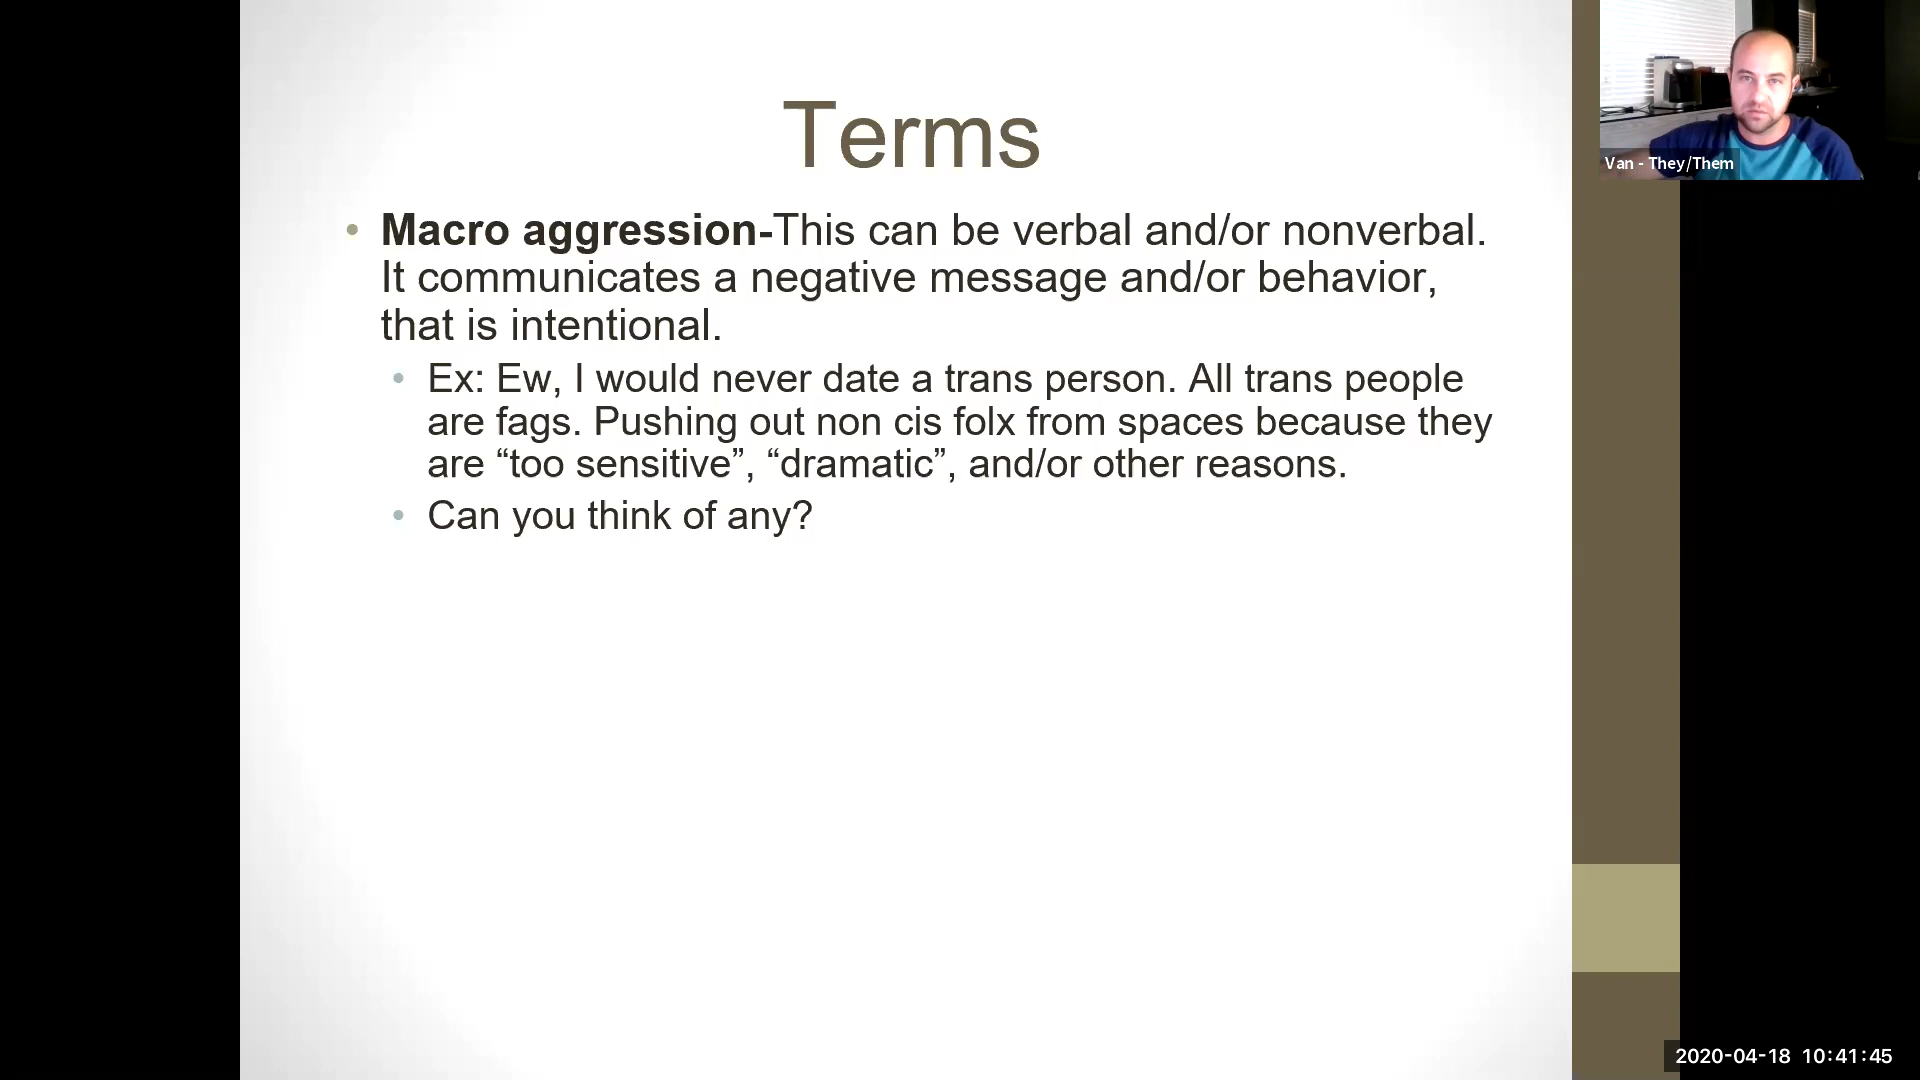 Terms
• Macro aggression-This can be verbal and/or nonverbal.
It communicates a negative message and/or behavior,
that is intentional.
• Ex: Ew, I would never date a trans person. All trans people
are fags. Pushing out non cis folx from spaces because they
are “too sensitive”, “dramatic”, and/or other reasons.
• Can you think of any?
Van - They/Them
2020-04-18 10:41:45